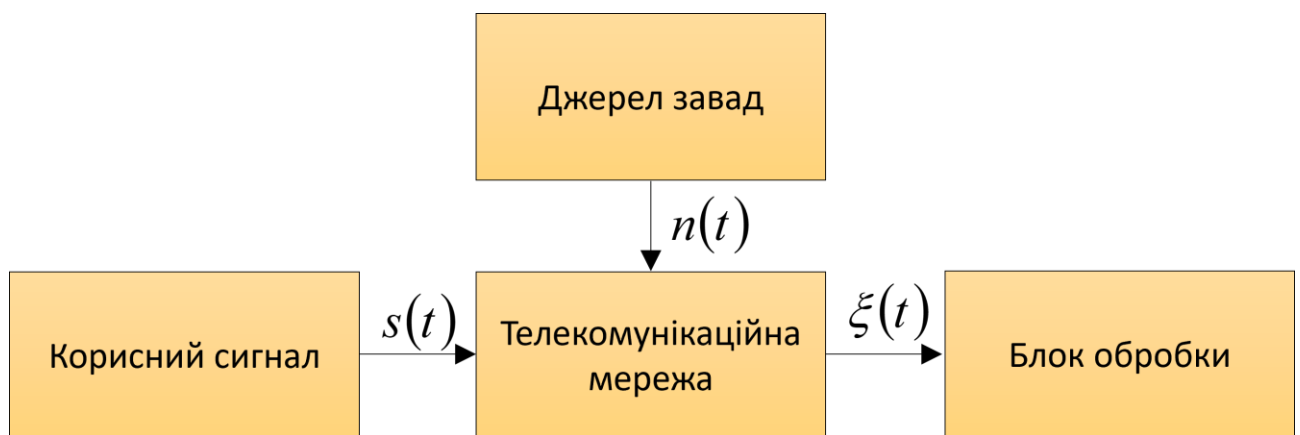 Джерел завад
n(t)
Корисний сигнал
s(t)
Телекомунікаційна
мережа
ξ(t)
Блок обробки